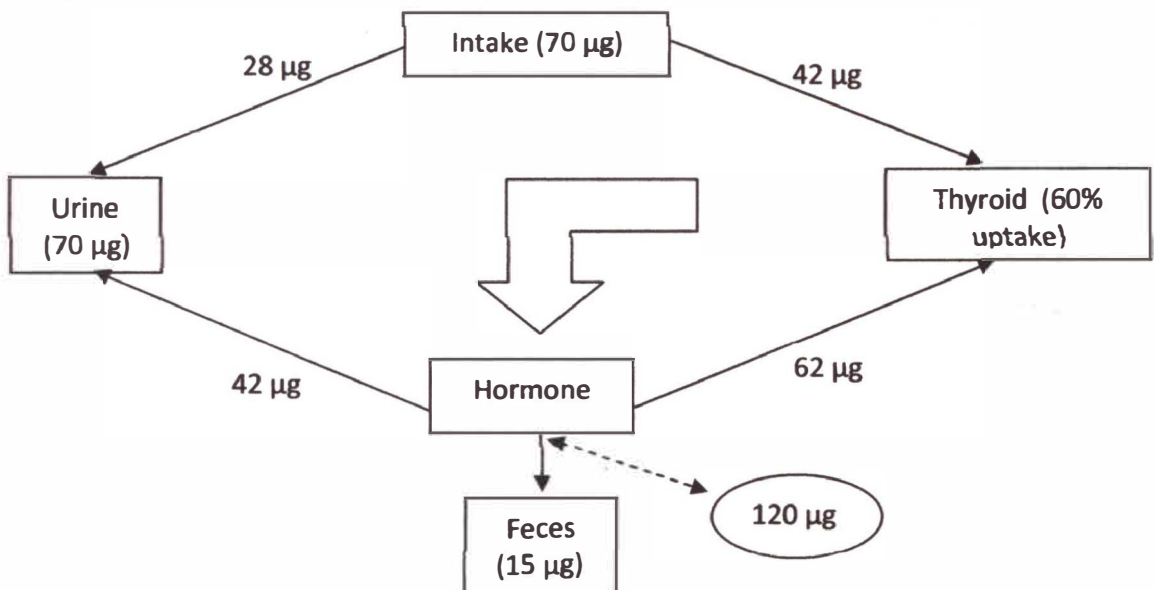 Intake (70 µg)
28 µg
42 µg
Urine
(70 µg)
Thyroid (60%
uptake)
42 µg
Hormone
62 µg
Feces
(15 µg)
120 µg